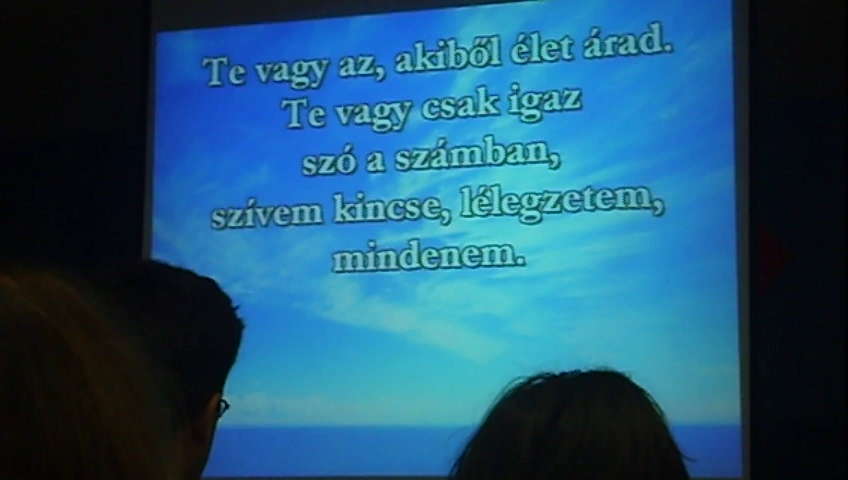 Te vagy az, akiből élet árad.
Te vagy csak igaz
szó a számban,
szívem kincse, lélegzetem,
mindenem.